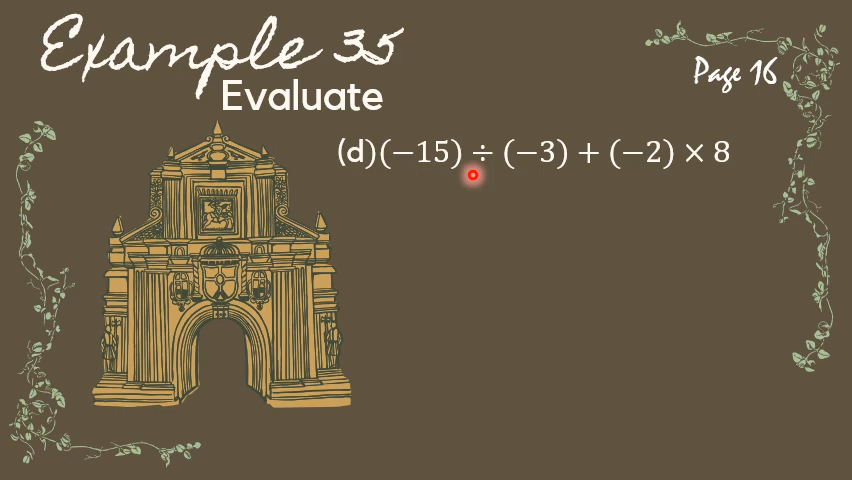 Example 35
Page 16
Evaluate
(d)(−15) ÷ (−3) + (−2) × 8